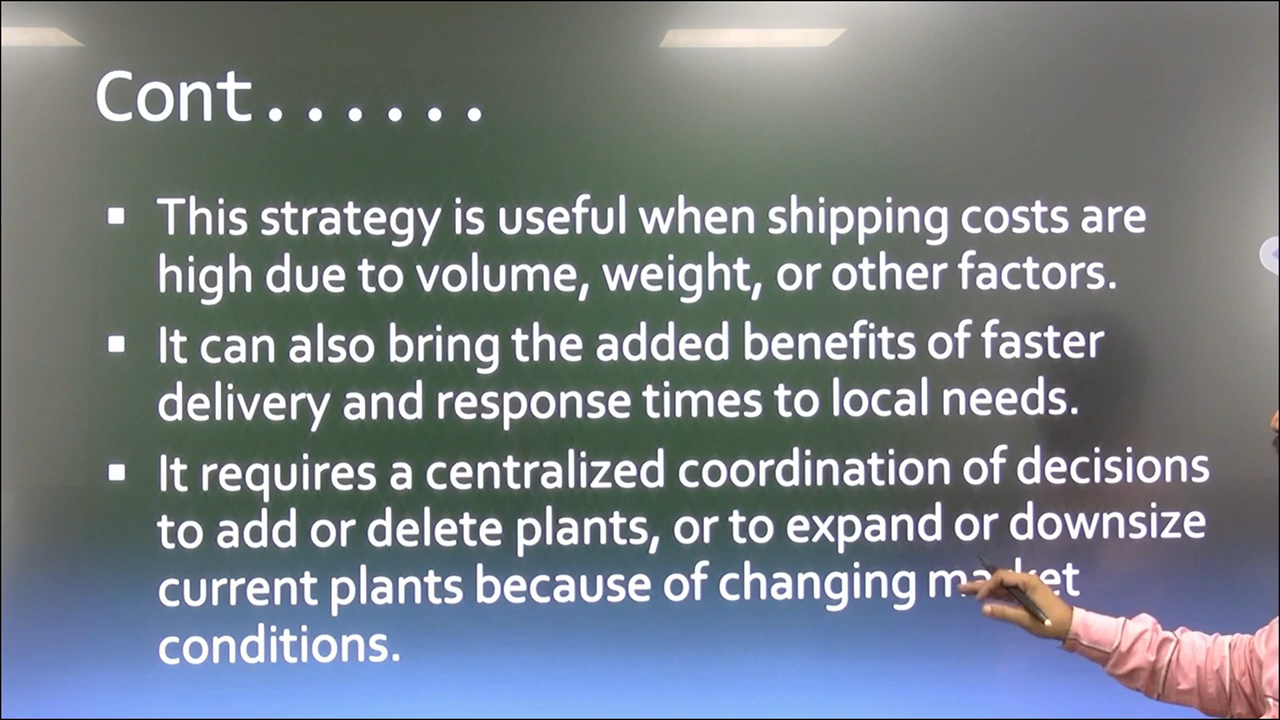 Cont......
▪ This strategy is useful when shipping costs are
high due to volume, weight, or other factors.
▪ It can also bring the added benefits of faster
delivery and response times to local needs.
▪ It requires a centralized coordination of decisions
to add or delete plants, or to expand or downsize
current plants because of changing market
conditions.